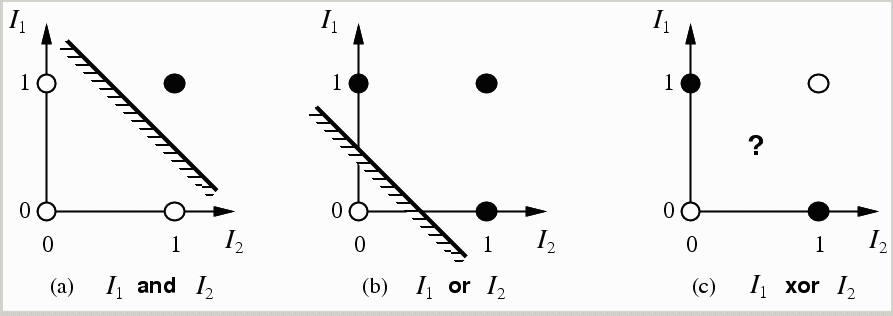 I₁ I₁ I₁
1 1 1
?
0 0 0
0 1 I₂ 0 1 I₂ 0 1 I₂
(a) I₁ and I₂ (b) I₁ or I₂ (c) I₁ xor I₂